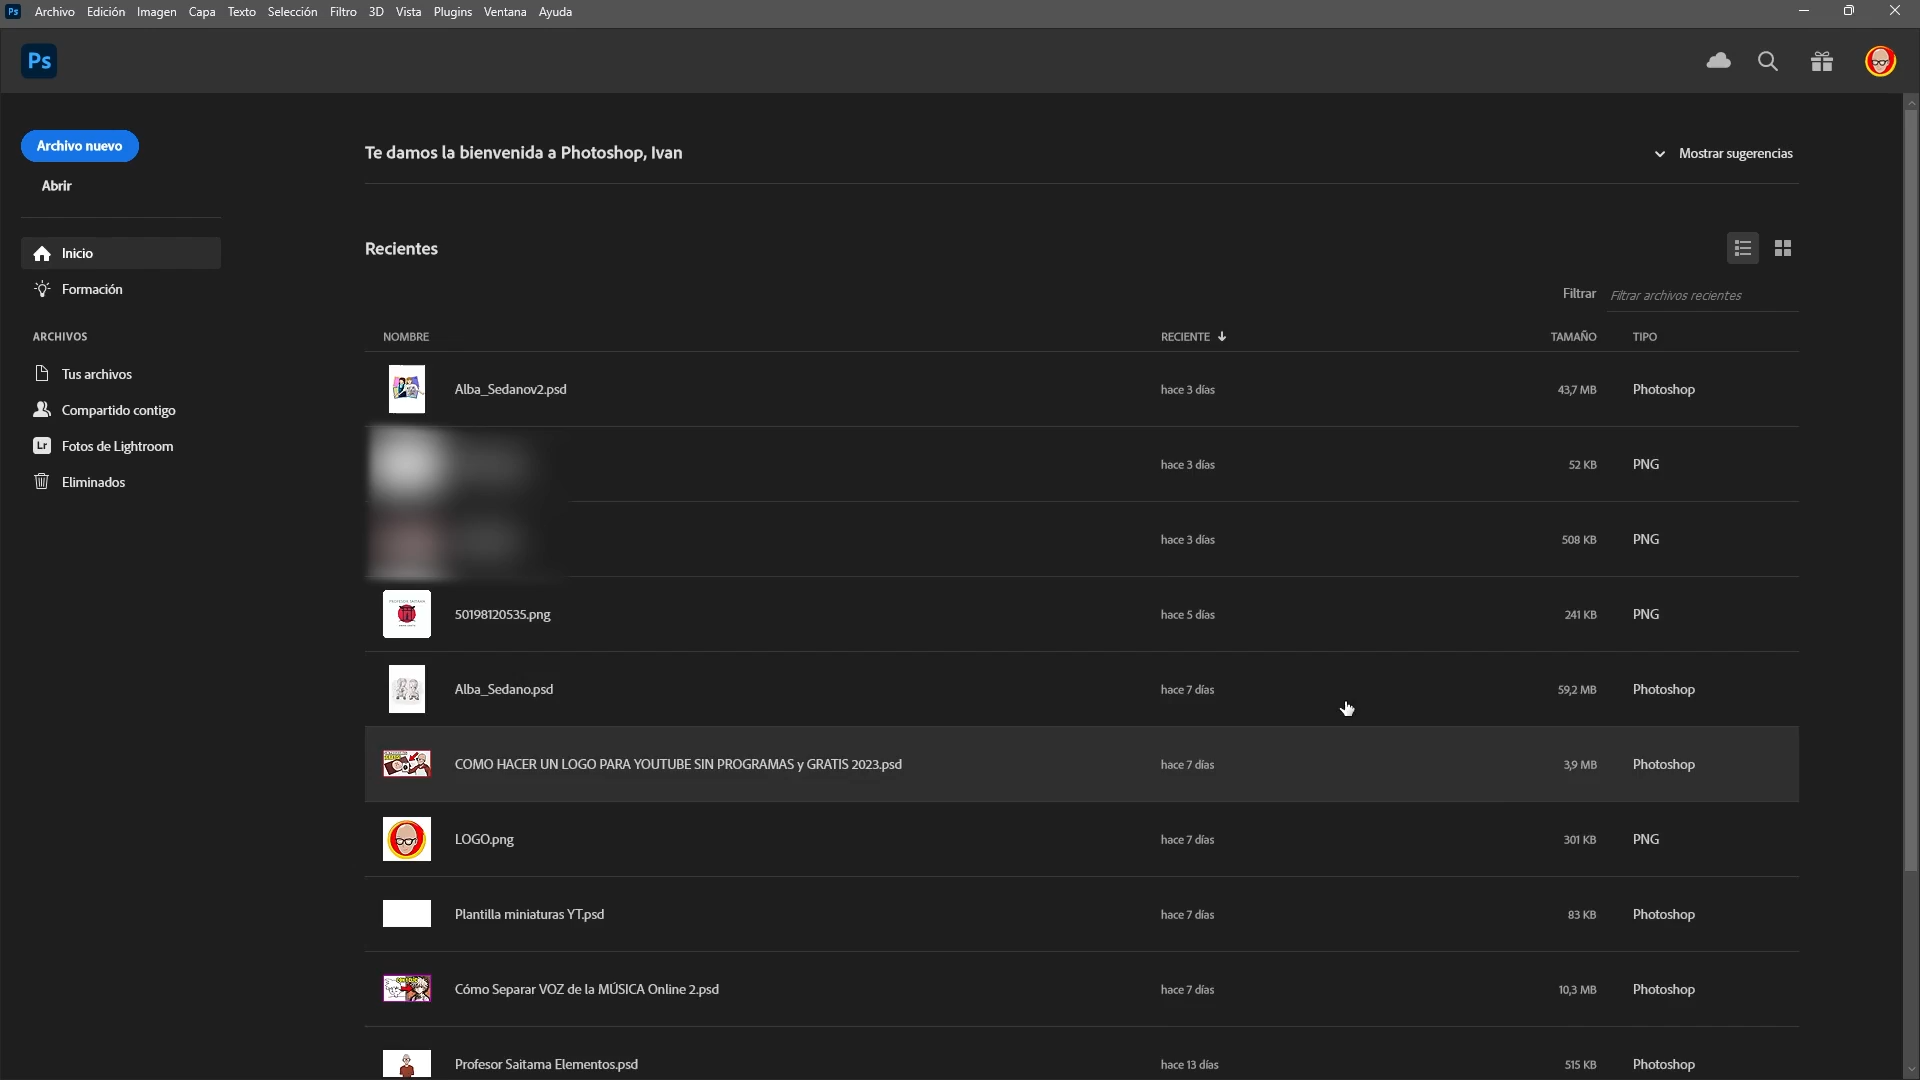 Ps Archivo Edición Imagen Capa Texto Selección Filtro 3D Vista Plugins Ventana Ayuda
Ps
Archivo nuevo
Abrir
Inicio
Formación
ARCHIVOS
Tus archivos
Compartido contigo
Lr Fotos de Lightroom
Eliminados
Te damos la bienvenida a Photoshop, Ivan
Mostrar sugerencias
Recientes
Filtrar Filtrar archivos recientes
NOMBRE RECIENTE TAMAÑO TIPO
Alba_Sedanov2.psd hace 3 días 43,7 MB Photoshop
hace 3 días 52 KB PNG
hace 3 días 508 KB PNG
50198120535.png hace 5 días 241 KB PNG
Alba_Sedano.psd hace 7 días 59,2 MB Photoshop
COMO HACER UN LOGO PARA YOUTUBE SIN PROGRAMAS y GRATIS 2023.psd hace 7 días 3,9 MB Photoshop
LOGO.png hace 7 días 301 KB PNG
Plantilla miniaturas YT.psd hace 7 días 83 KB Photoshop
Cómo Separar VOZ de la MÚSICA Online 2.psd hace 7 días 10,3 MB Photoshop
Profesor Saitama Elementos.psd hace 13 días 515 KB Photoshop